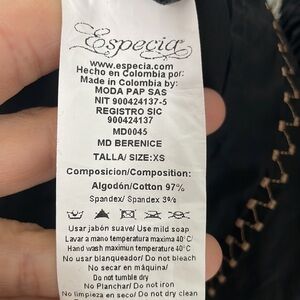 Especia
www.especia.com
Hecho en Colombia por:
Made in Colombia by:
MODA PAP SAS
NIT 900424137-5
REGISTRO SIC
900424137
MD0045
MD BERENICE
TALLA/ SIZE:XS
Composicion/Composition:
Algodón/Cotton 97%
Spandex/ Spandex 3%
Usar jabón suave/ Use mild soap
Lavar a mano temperatura maxima 40°C/
Hand wash maximun temperature 40°C
No usar blanqueador/ Do not bleach
No secar en máquina/
Do not tumble dry
No Planchar/ Do not iron
No limpieza en seco/ Do not dry clean